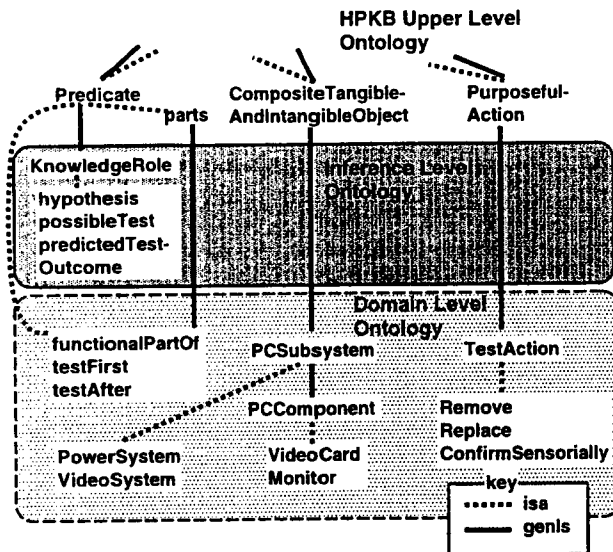 HPKB Upper Level
Ontology
Predicate
parts
CompositeTangible-
AndIntangibleObject
Purposeful-
Action
KnowledgeRole
Inference Level
Ontology
hypothesis
possibleTest
predictedTest-
Outcome
Domain Level
Ontology
functionalPartOf
testFirst
testAfter
PCSubsystem
TestAction
PCComponent
Remove
Replace
ConfirmSensorially
PowerSystem
VideoSystem
VideoCard
Monitor
key
isa
genls